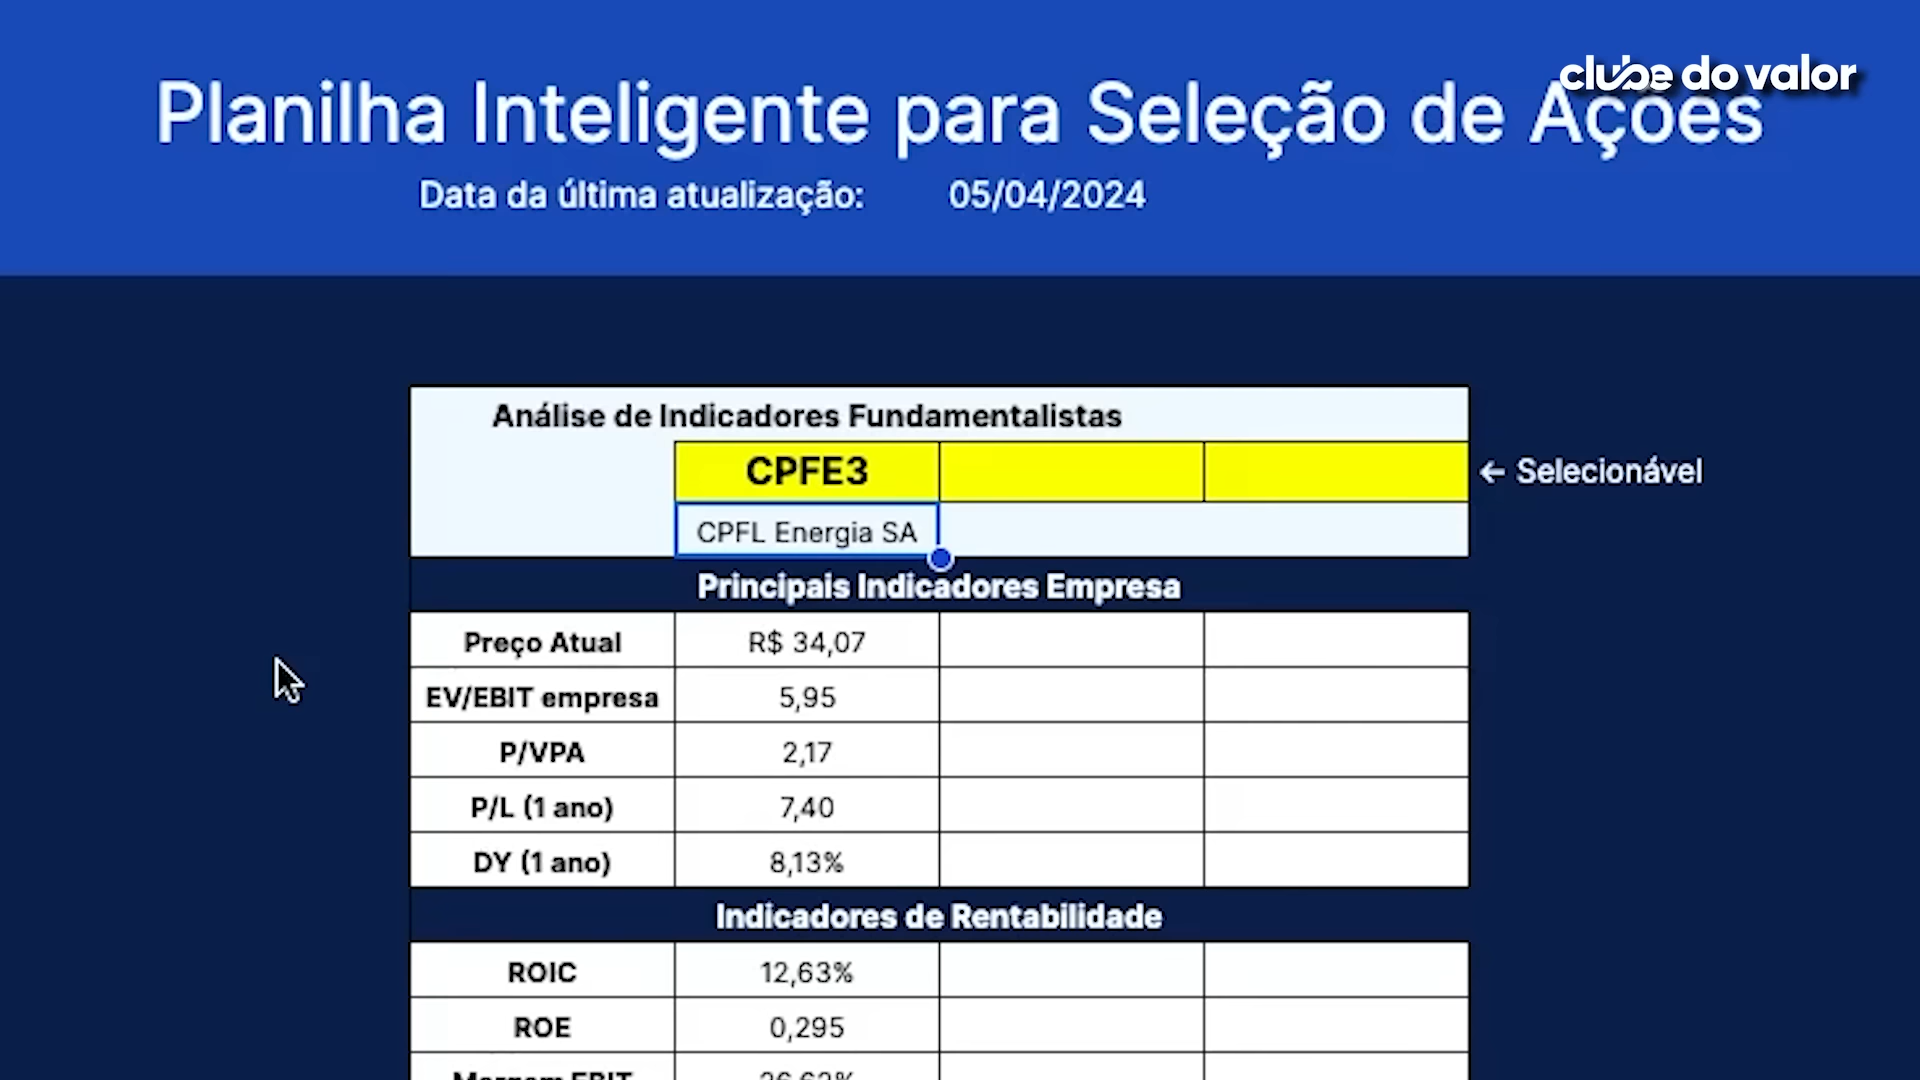 clube do valor
Planilha Inteligente para Seleção de Ações
Data da última atualização: 05/04/2024
Análise de Indicadores Fundamentalistas
CPFE3 ← Selecionável
CPFL Energia SA
Principais Indicadores Empresa
Preço Atual R$ 34,07
EV/EBIT empresa 5,95
P/VPA 2,17
P/L (1 ano) 7,40
DY (1 ano) 8,13%
Indicadores de Rentabilidade
ROIC 12,63%
ROE 0,295
Margem EBIT